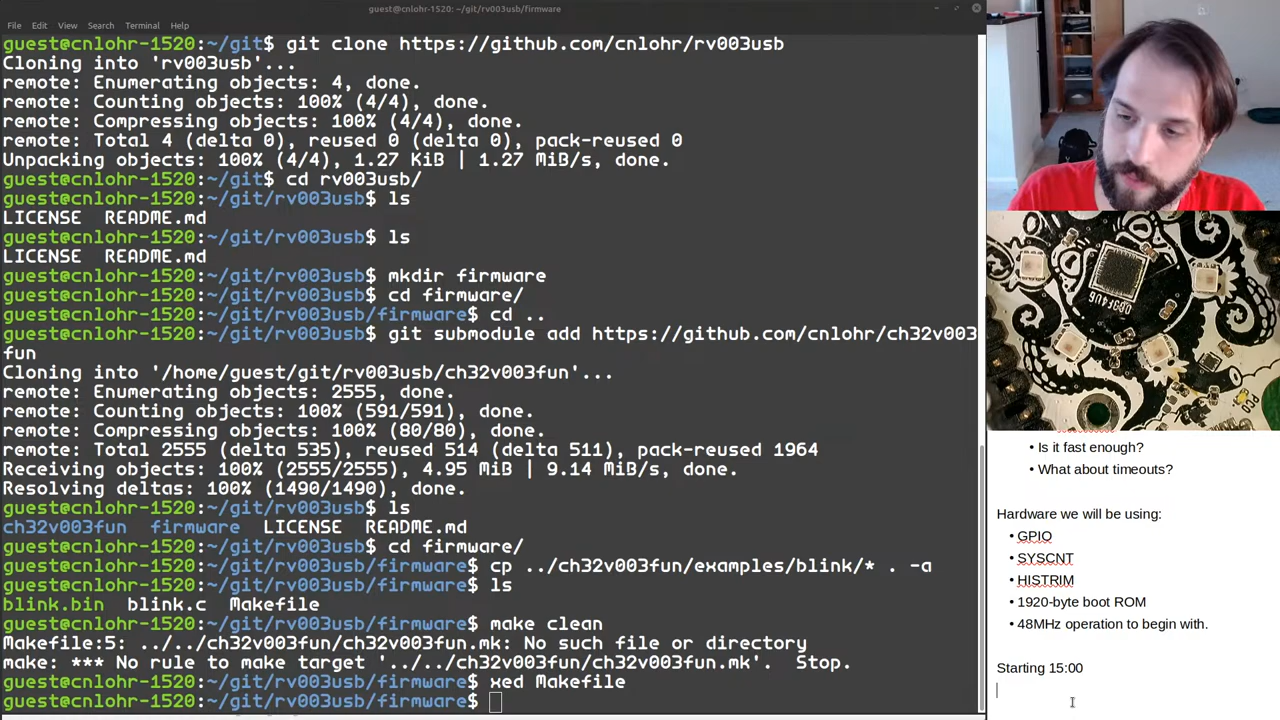 guest@cnlohr-1520: ~/git/rv003usb/firmware
File Edit View Search Terminal Help
guest@cnlohr-1520:~/git$ git clone https://github.com/cnlohr/rv003usb
Cloning into 'rv003usb'...
remote: Enumerating objects: 4, done.
remote: Counting objects: 100% (4/4), done.
remote: Compressing objects: 100% (4/4), done.
remote: Total 4 (delta 0), reused 0 (delta 0), pack-reused 0
Unpacking objects: 100% (4/4), 1.27 KiB | 1.27 MiB/s, done.
guest@cnlohr-1520:~/git$ cd rv003usb/
guest@cnlohr-1520:~/git/rv003usb$ ls
LICENSE README.md
guest@cnlohr-1520:~/git/rv003usb$ ls
LICENSE README.md
guest@cnlohr-1520:~/git/rv003usb$ mkdir firmware
guest@cnlohr-1520:~/git/rv003usb$ cd firmware/
guest@cnlohr-1520:~/git/rv003usb/firmware$ cd ..
guest@cnlohr-1520:~/git/rv003usb$ git submodule add https://github.com/cnlohr/ch32v003
fun
Cloning into '/home/guest/git/rv003usb/ch32v003fun'...
remote: Enumerating objects: 2555, done.
remote: Counting objects: 100% (591/591), done.
remote: Compressing objects: 100% (80/80), done.
remote: Total 2555 (delta 535), reused 514 (delta 511), pack-reused 1964
Receiving objects: 100% (2555/2555), 4.95 MiB | 9.14 MiB/s, done.
Resolving deltas: 100% (1490/1490), done.
guest@cnlohr-1520:~/git/rv003usb$ ls
ch32v003fun firmware LICENSE README.md
guest@cnlohr-1520:~/git/rv003usb$ cd firmware/
guest@cnlohr-1520:~/git/rv003usb/firmware$ cp ../ch32v003fun/examples/blink/* . -a
guest@cnlohr-1520:~/git/rv003usb/firmware$ ls
blink.bin blink.c Makefile
guest@cnlohr-1520:~/git/rv003usb/firmware$ make clean
Makefile:5: ../../ch32v003fun/ch32v003fun.mk: No such file or directory
make: *** No rule to make target '../../ch32v003fun/ch32v003fun.mk'. Stop.
guest@cnlohr-1520:~/git/rv003usb/firmware$ xed Makefile
guest@cnlohr-1520:~/git/rv003usb/firmware$
• Is it fast enough?
• What about timeouts?
Hardware we will be using:
• GPIO
• SYSCNT
• HISTRIM
• 1920-byte boot ROM
• 48MHz operation to begin with.
Starting 15:00